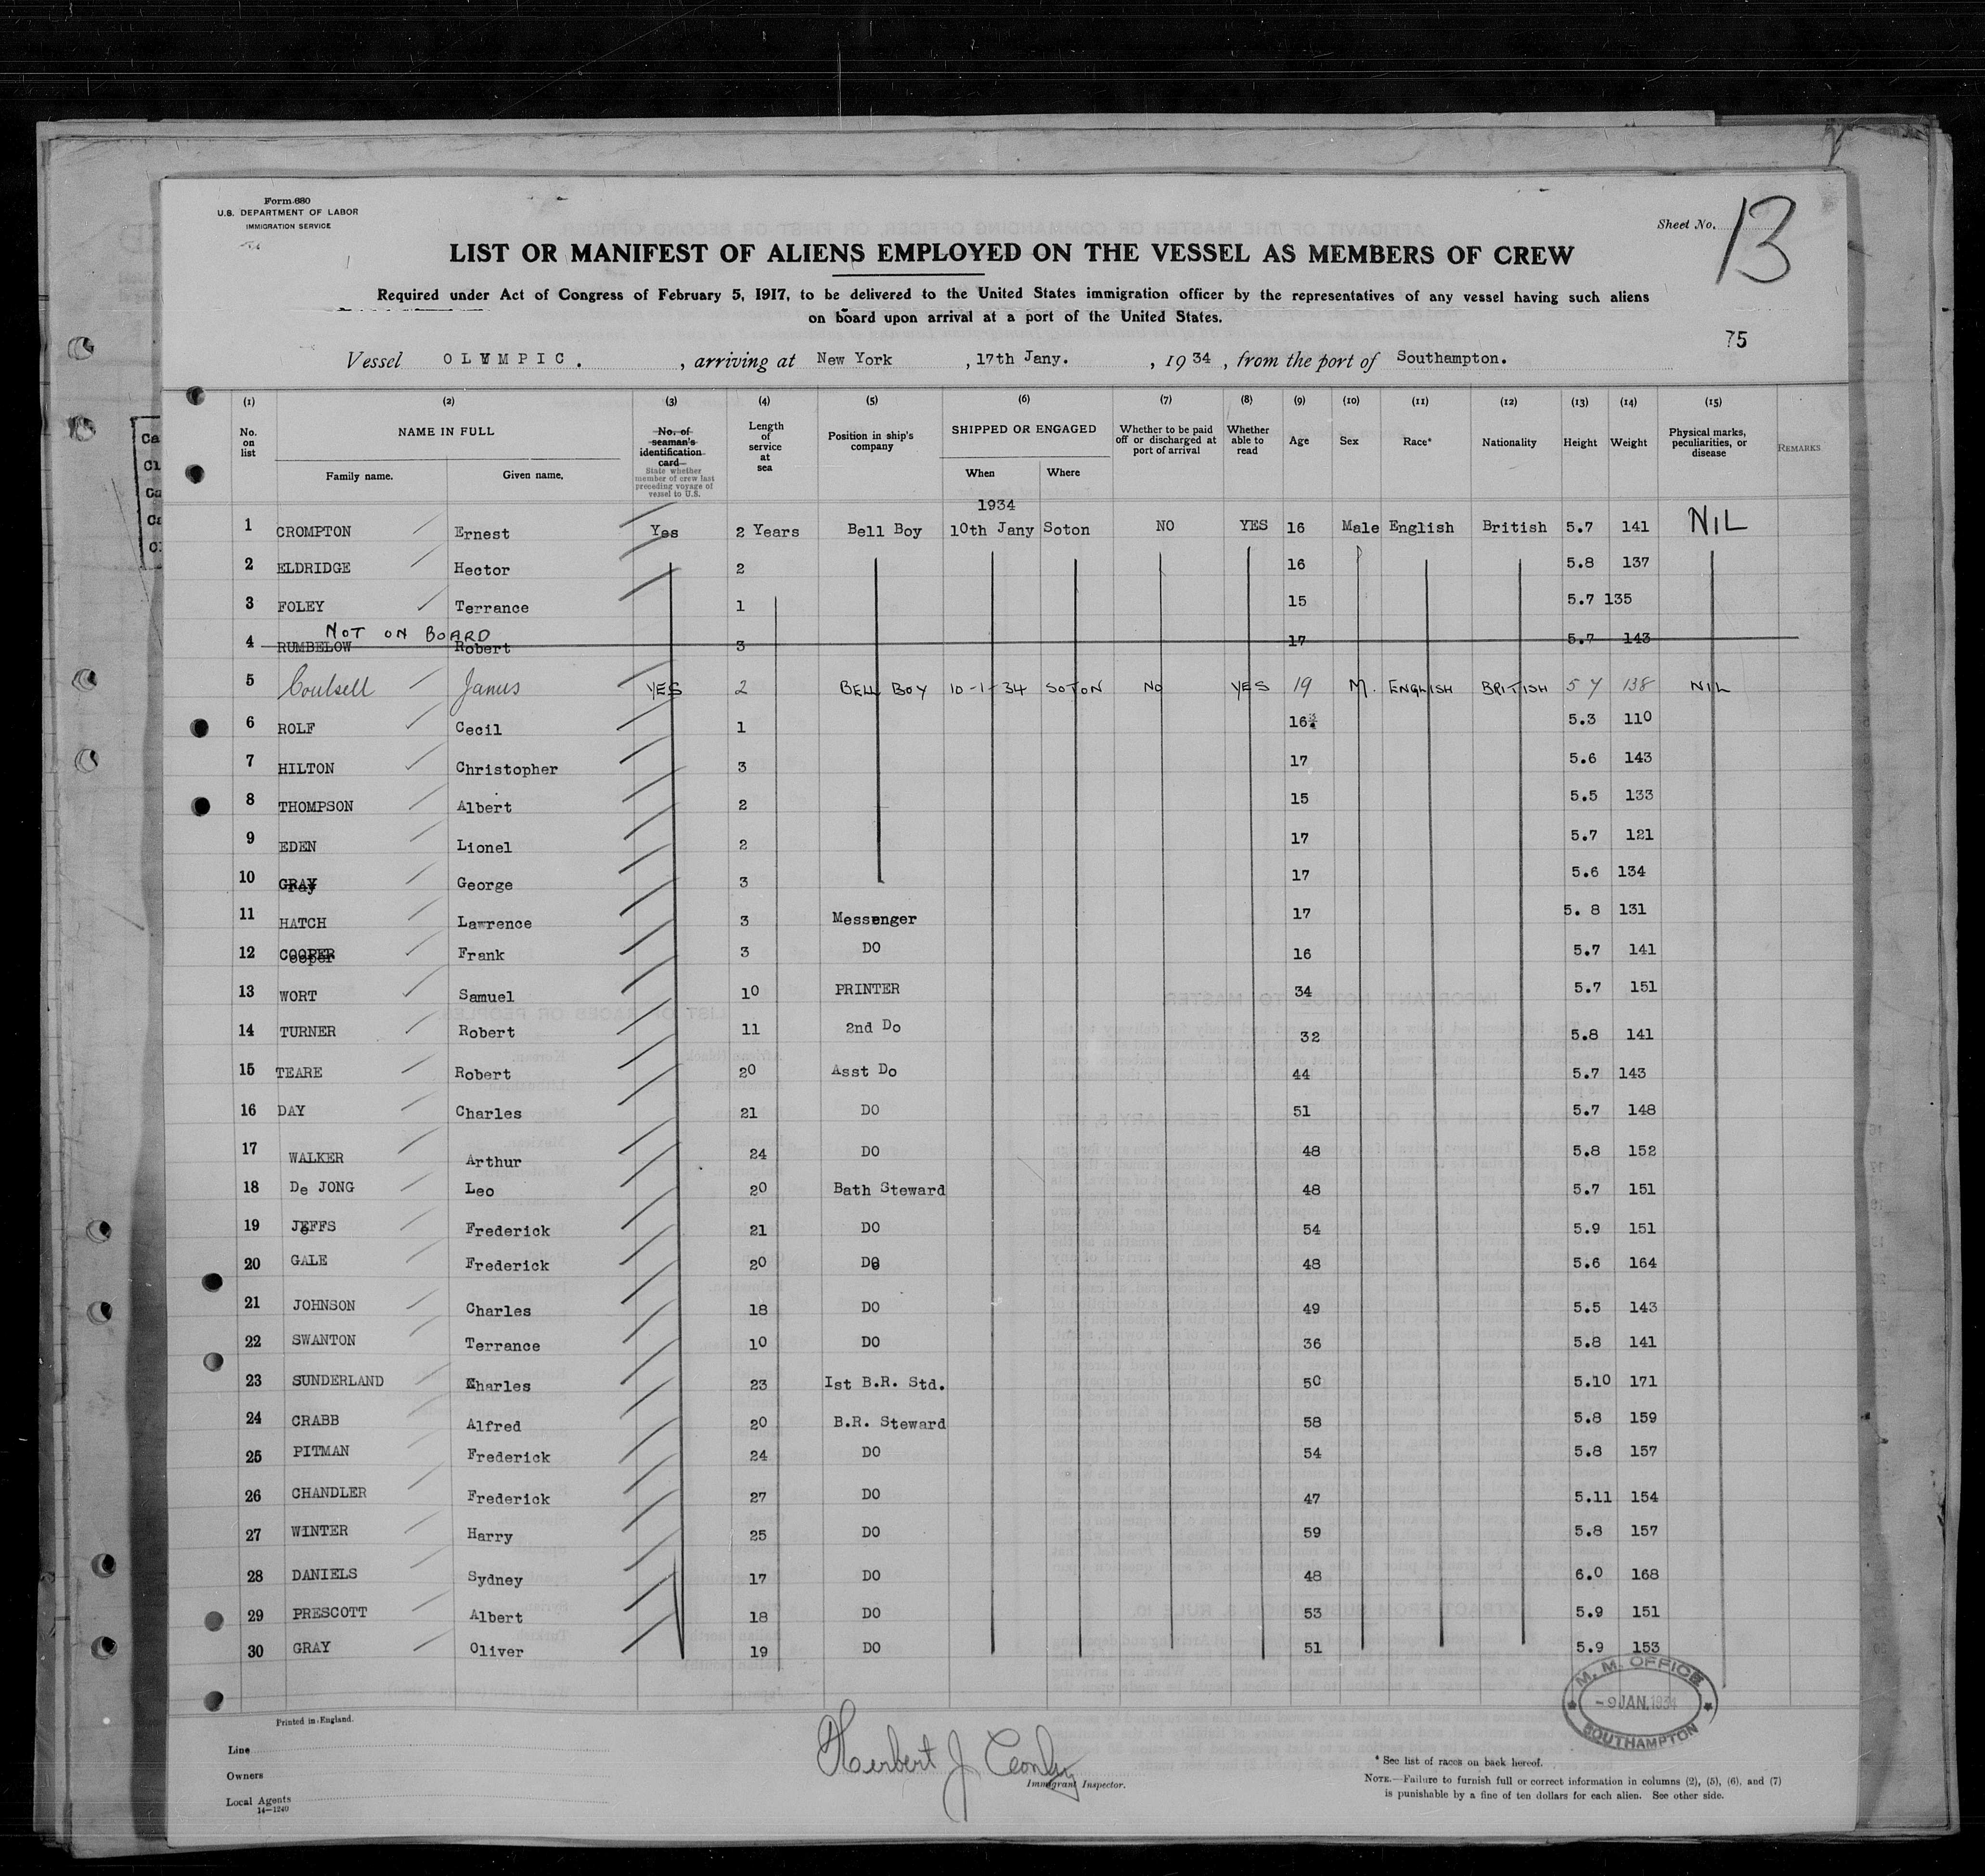 Form 680
U.S. DEPARTMENT OF LABOR
IMMIGRATION SERVICE
Sheet No. 13
LIST OR MANIFEST OF ALIENS EMPLOYED ON THE VESSEL AS MEMBERS OF CREW
Required under Act of Congress of February 5, 1917, to be delivered to the United States immigration officer by the representatives of any vessel having such aliens
on board upon arrival at a port of the United States.
75
Vessel OLYMPIC. , arriving at New York , 17th Jany. , 1934 , from the port of Southampton.
(1) (2) (3) (4) (5) (6) (7) (8) (9) (10) (11) (12) (13) (14) (15)
No. on list NAME IN FULL Family name. Given name. No. of seaman's identification card State whether member of crew last preceding voyage of vessel to U.S. Length of service at sea Position in ship's company SHIPPED OR ENGAGED When Where Whether to be paid off or discharged at port of arrival Whether able to read Age Sex Race* Nationality Height Weight Physical marks, peculiarities, or disease REMARKS
1934
1 CROMPTON Ernest Yes 2 Years Bell Boy 10th Jany Soton NO YES 16 Male English British 5.7 141 NIL
2 ELDRIDGE Hector 2 16 5.8 137
3 FOLEY Terrance 1 15 5.7 135
NOT ON BOARD
4 RUMBELOW Robert 3 17 5.7 143
5 Coulsell James YES 2 BELL BOY 10-1-34 SOTON NO YES 19 M. ENGLISH BRITISH 5 7 138 NIL
6 ROLF Cecil 1 16 5.3 110
7 HILTON Christopher 3 17 5.6 143
8 THOMPSON Albert 2 15 5.5 133
9 EDEN Lionel 2 17 5.7 121
10 GRAY George 3 17 5.6 134
11 HATCH Lawrence 3 Messenger 17 5.8 131
12 COOPER Frank 3 DO 16 5.7 141
13 WORT Samuel 10 PRINTER 34 5.7 151
14 TURNER Robert 11 2nd Do 32 5.8 141
15 TEARE Robert 20 Asst Do 44 5.7 143
16 DAY Charles 21 DO 51 5.7 148
17 WALKER Arthur 24 DO 48 5.8 152
18 De JONG Leo 20 Bath Steward 48 5.7 151
19 JEFFS Frederick 21 DO 54 5.9 151
20 GALE Frederick 20 DO 48 5.6 164
21 JOHNSON Charles 18 DO 49 5.5 143
22 SWANTON Terrance 10 DO 36 5.8 141
23 SUNDERLAND Charles 23 Ist B.R. Std. 50 5.10 171
24 CRABB Alfred 20 B.R. Steward 58 5.8 159
25 PITMAN Frederick 24 DO 54 5.8 157
26 CHANDLER Frederick 27 DO 47 5.11 154
27 WINTER Harry 25 DO 59 5.8 157
28 DANIELS Sydney 17 DO 48 6.0 168
29 PRESCOTT Albert 18 DO 53 5.9 151
30 GRAY Oliver 19 DO 51 5.9 153
M. M. OFFICE
-9 JAN. 1934
SOUTHAMPTON
Printed in England.
Line
Owners
Local Agents
14—1240
Herbert J
Immigrant Inspector.
* See list of races on back hereof.
NOTE.—Failure to furnish full or correct information in columns (2), (5), (6), and (7)
is punishable by a fine of ten dollars for each alien. See other side.